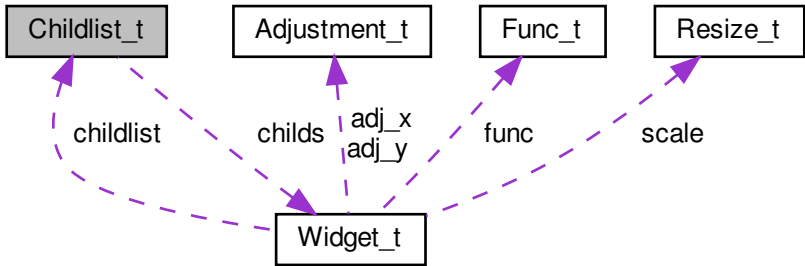 Childlist_t
Adjustment_t
Func_t
Resize_t
childlist
childs
adj_x
adj_y
func
scale
Widget_t